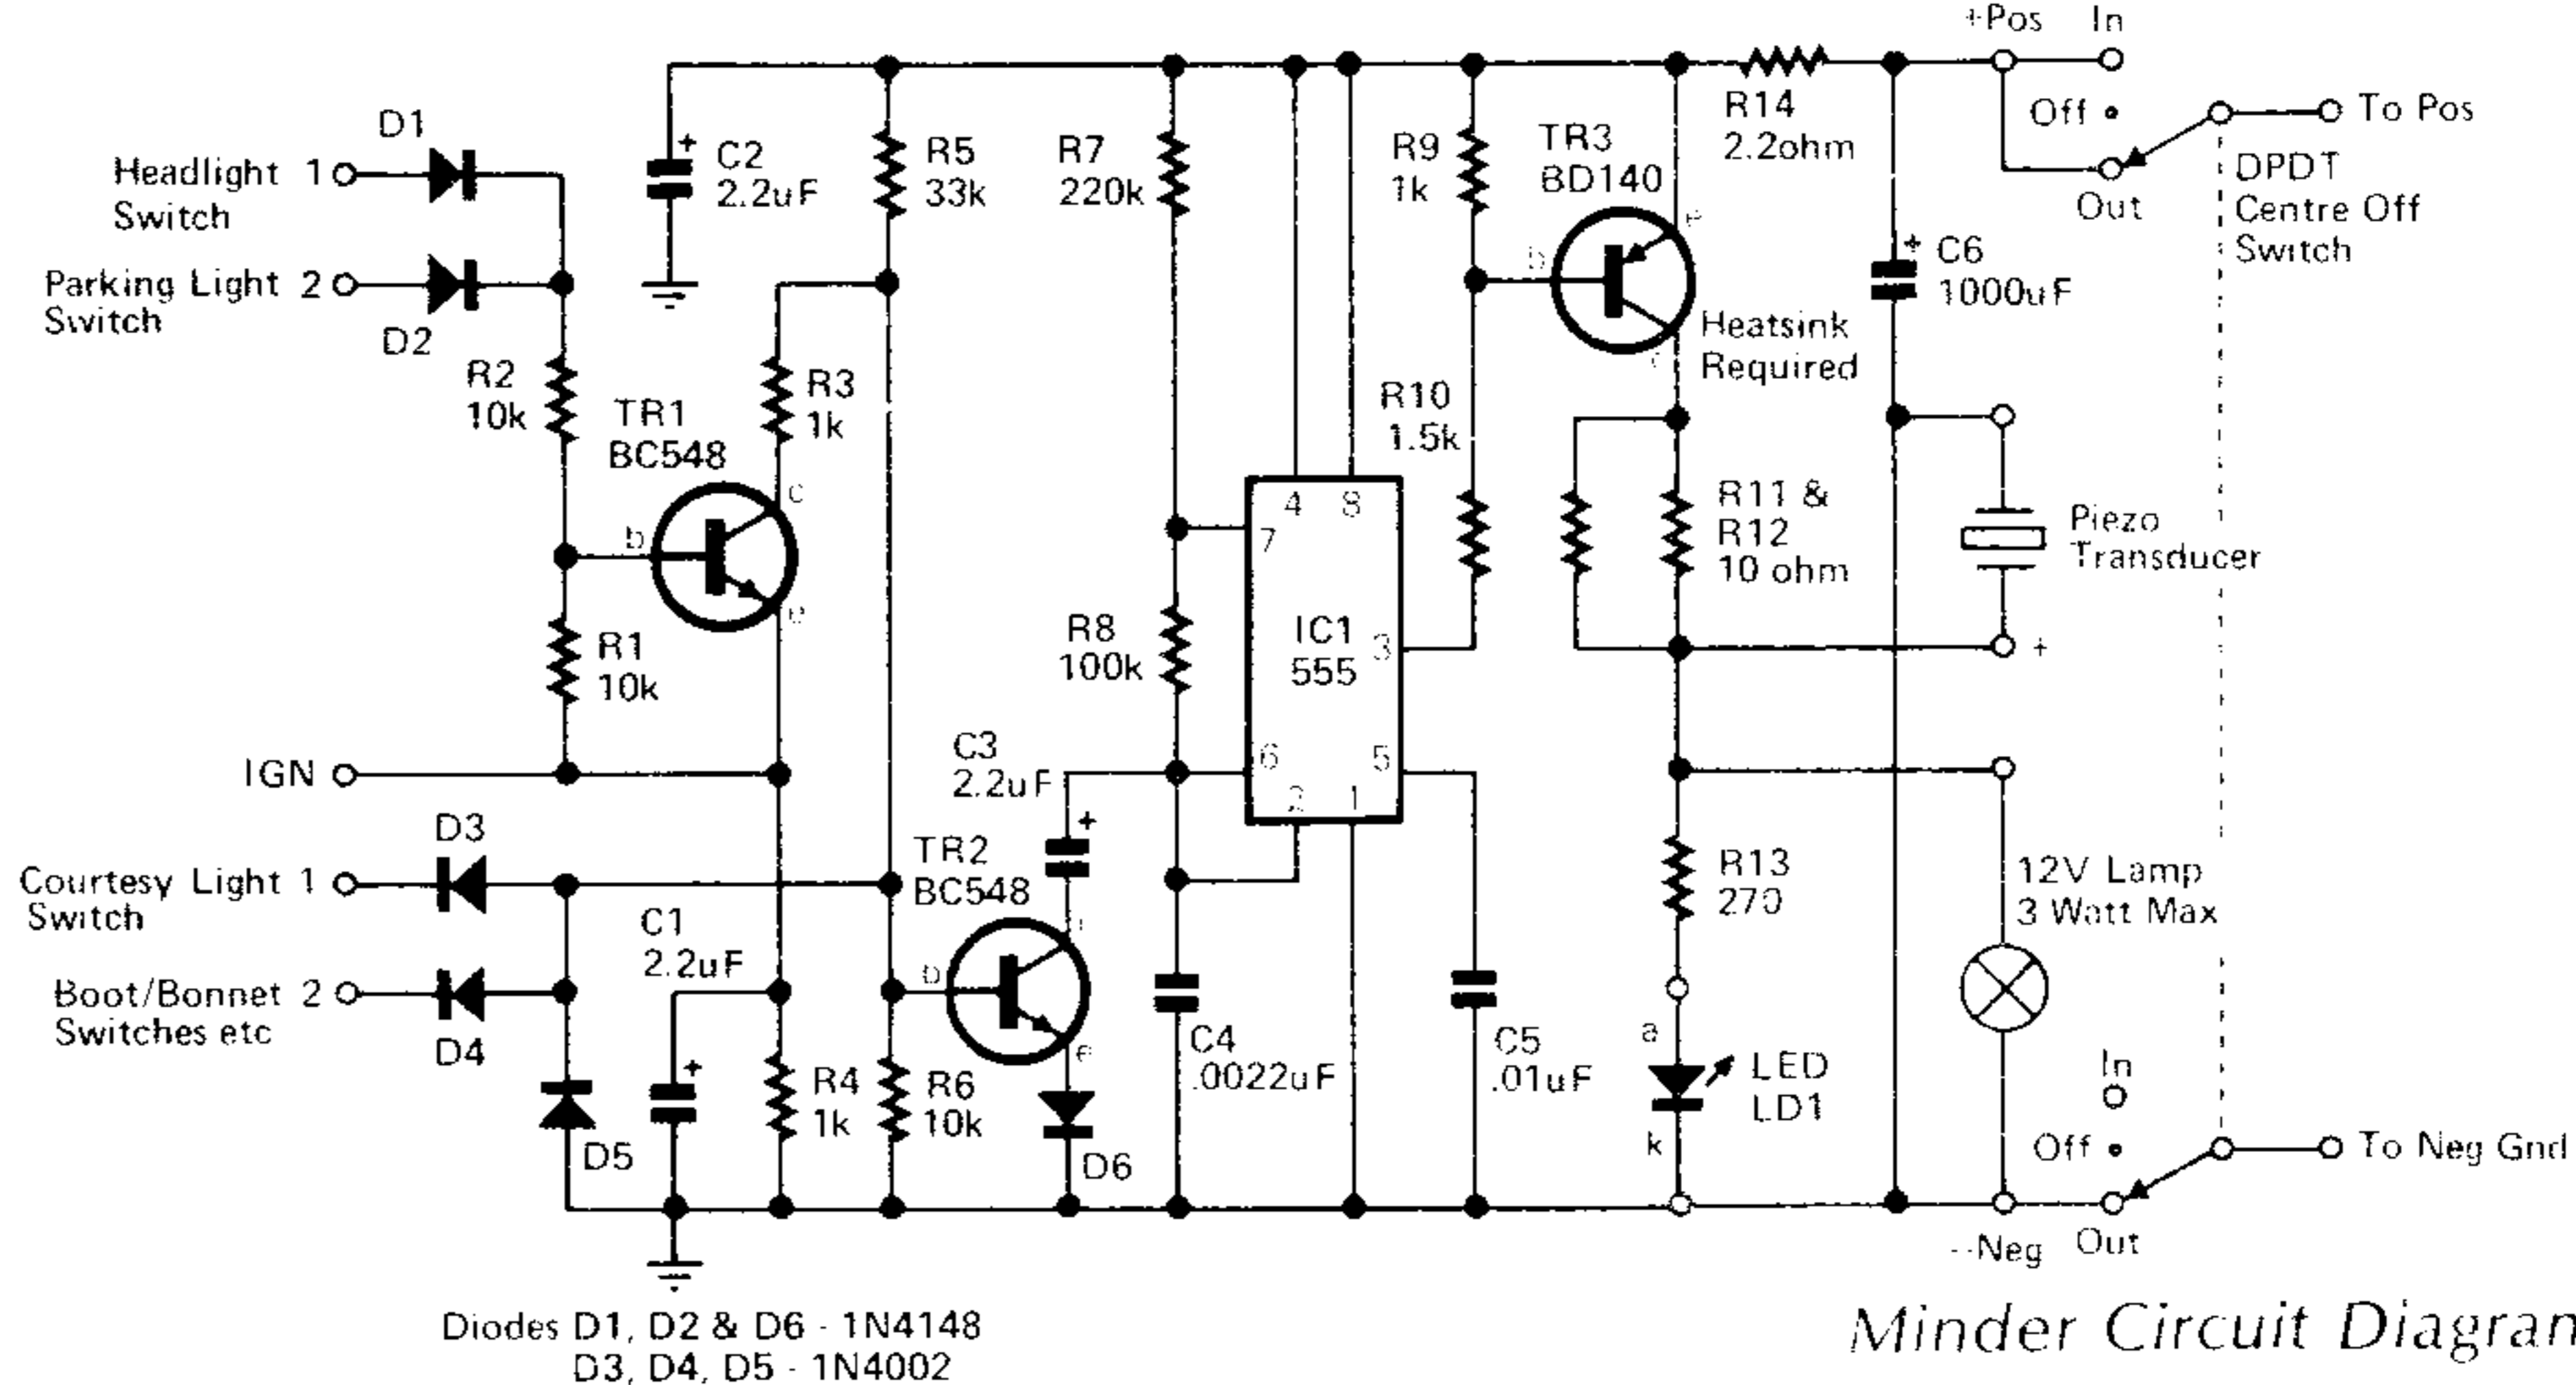 +Pos
In
Off
To Pos
Out
DPDT
Centre Off
Switch
D1
Headlight 1
Switch
Parking Light 2
Switch
D2
+
C2
2.2uF
R5
33k
R7
220k
R9
1k
TR3
BD140
b
e
Heatsink
Required
R14
2.2ohm
+
C6
1000uF
R2
10k
TR1
BC548
R3
1k
b
c
e
R10
1.5k
4
8
7
IC1
555
3
6
5
2
1
R11 &
R12
10 ohm
Piezo
Transducer
+
R1
10k
R8
100k
IGN
C3
2.2uF
+
D3
Courtesy Light 1
Switch
TR2
BC548
b
e
R13
270
12V Lamp
3 Watt Max
C1
2.2uF
+
Boot/Bonnet 2
Switches etc
D4
D5
R4
1k
R6
10k
D6
C4
.0022uF
C5
.01uF
a
LED
LD1
k
In
Off
To Neg Gnd
--Neg
Out
Diodes D1, D2 & D6 - 1N4148
D3, D4, D5 - 1N4002
Minder Circuit Diagran